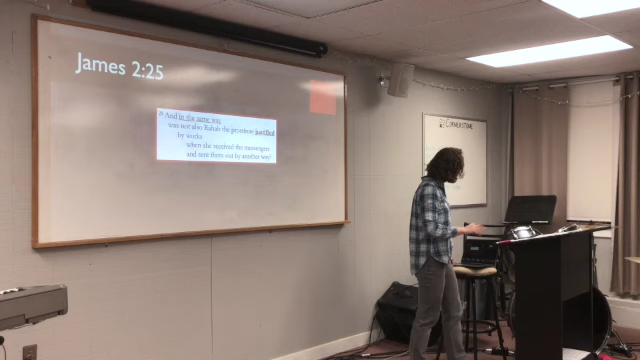 James 2:25
25 And in the same way
was not also Rahab the prostitute justified
by works
when she received the messengers
and sent them out by another way?
CORNERSTONE